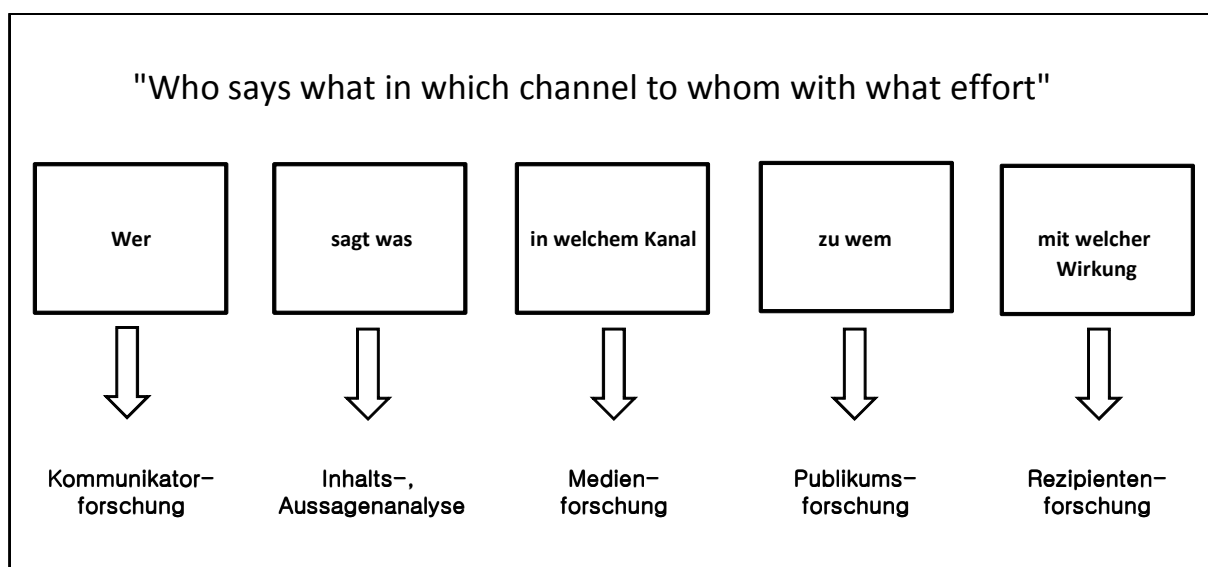 "Who says what in which channel to whom with what effort"
Wer
sagt was
in welchem Kanal
zu wem
mit welcher
Wirkung
Kommunikator-
forschung
Inhalts-,
Aussagenanalyse
Medien-
forschung
Publikums-
forschung
Rezipienten-
forschung